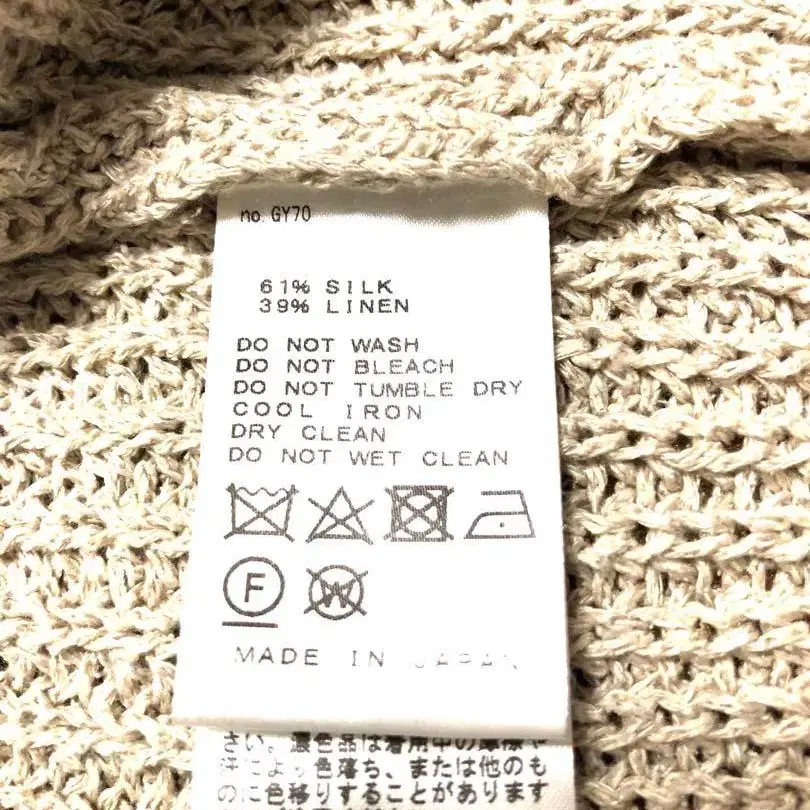 no. GY70
61% SILK
39% LINEN
DO NOT WASH
DO NOT BLEACH
DO NOT TUMBLE DRY
COOL IRON
DRY CLEAN
DO NOT WET CLEAN
F
W
MADE IN JAPAN
さい。濃色品は着用中の摩擦や
汗により色落ち、または他のも
のに色移りすることがあります